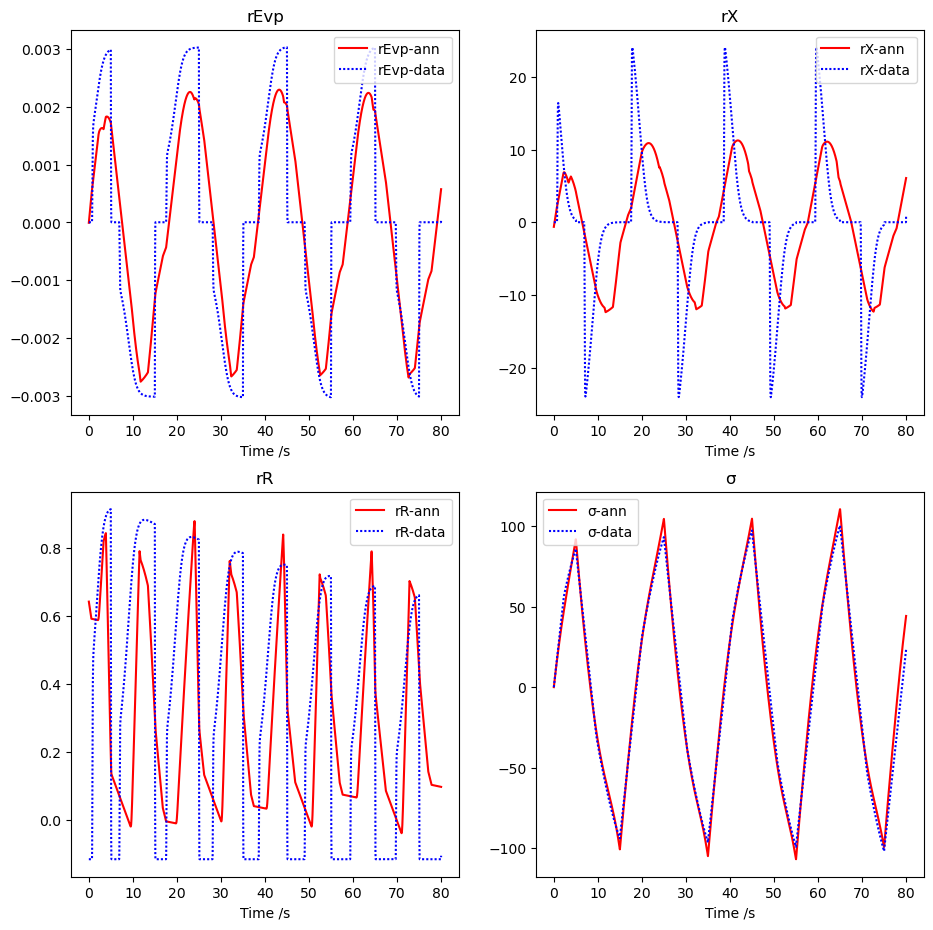 rEvp
0.003
0.002
0.001
0.000
−0.001
−0.002
−0.003
rEvp-ann
rEvp-data
0 10 20 30 40 50 60 70 80
Time /s
rX
20
10
0
−10
−20
rX-ann
rX-data
0 10 20 30 40 50 60 70 80
Time /s
rR
0.8
0.6
0.4
0.2
0.0
rR-ann
rR-data
0 10 20 30 40 50 60 70 80
Time /s
σ
100
50
0
−50
−100
σ-ann
σ-data
0 10 20 30 40 50 60 70 80
Time /s